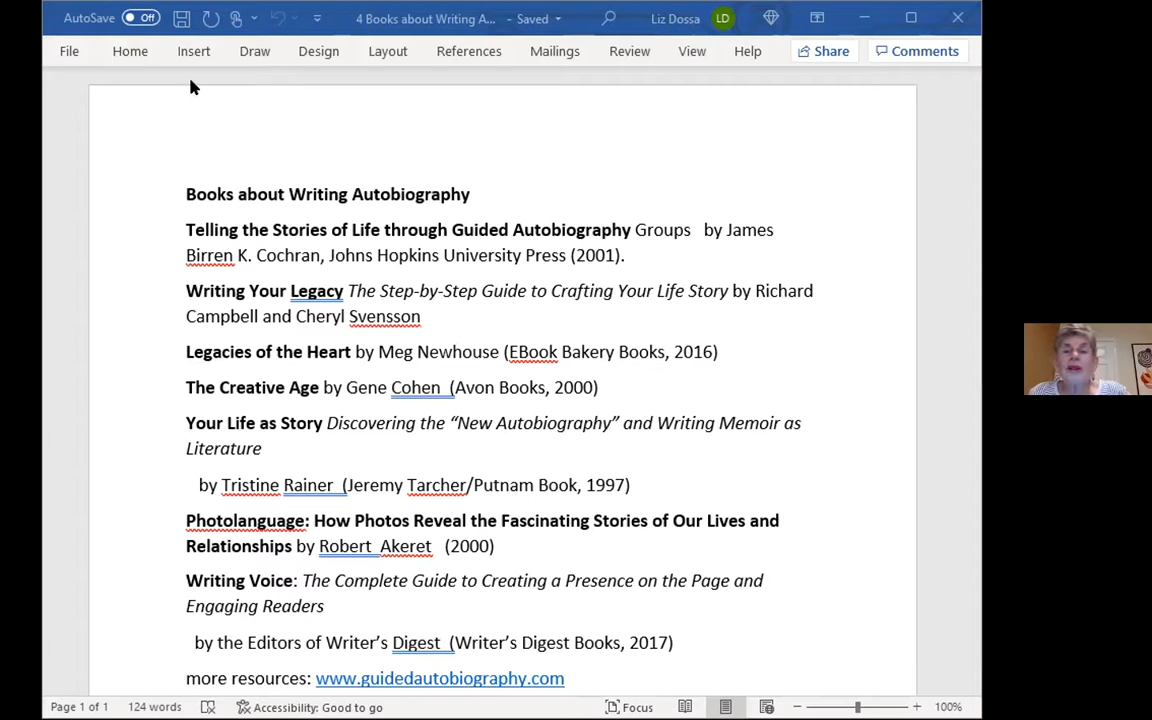 AutoSave Off 4 Books about Writing A... - Saved Liz Dossa LD
File Home Insert Draw Design Layout References Mailings Review View Help Share Comments
Books about Writing Autobiography
Telling the Stories of Life through Guided Autobiography Groups by James
Birren K. Cochran, Johns Hopkins University Press (2001).
Writing Your Legacy The Step-by-Step Guide to Crafting Your Life Story by Richard
Campbell and Cheryl Svensson
Legacies of the Heart by Meg Newhouse (EBook Bakery Books, 2016)
The Creative Age by Gene Cohen (Avon Books, 2000)
Your Life as Story Discovering the “New Autobiography” and Writing Memoir as
Literature
by Tristine Rainer (Jeremy Tarcher/Putnam Book, 1997)
Photolanguage: How Photos Reveal the Fascinating Stories of Our Lives and
Relationships by Robert Akeret (2000)
Writing Voice: The Complete Guide to Creating a Presence on the Page and
Engaging Readers
by the Editors of Writer’s Digest (Writer’s Digest Books, 2017)
more resources: www.guidedautobiography.com
Page 1 of 1 124 words Accessibility: Good to go Focus 100%